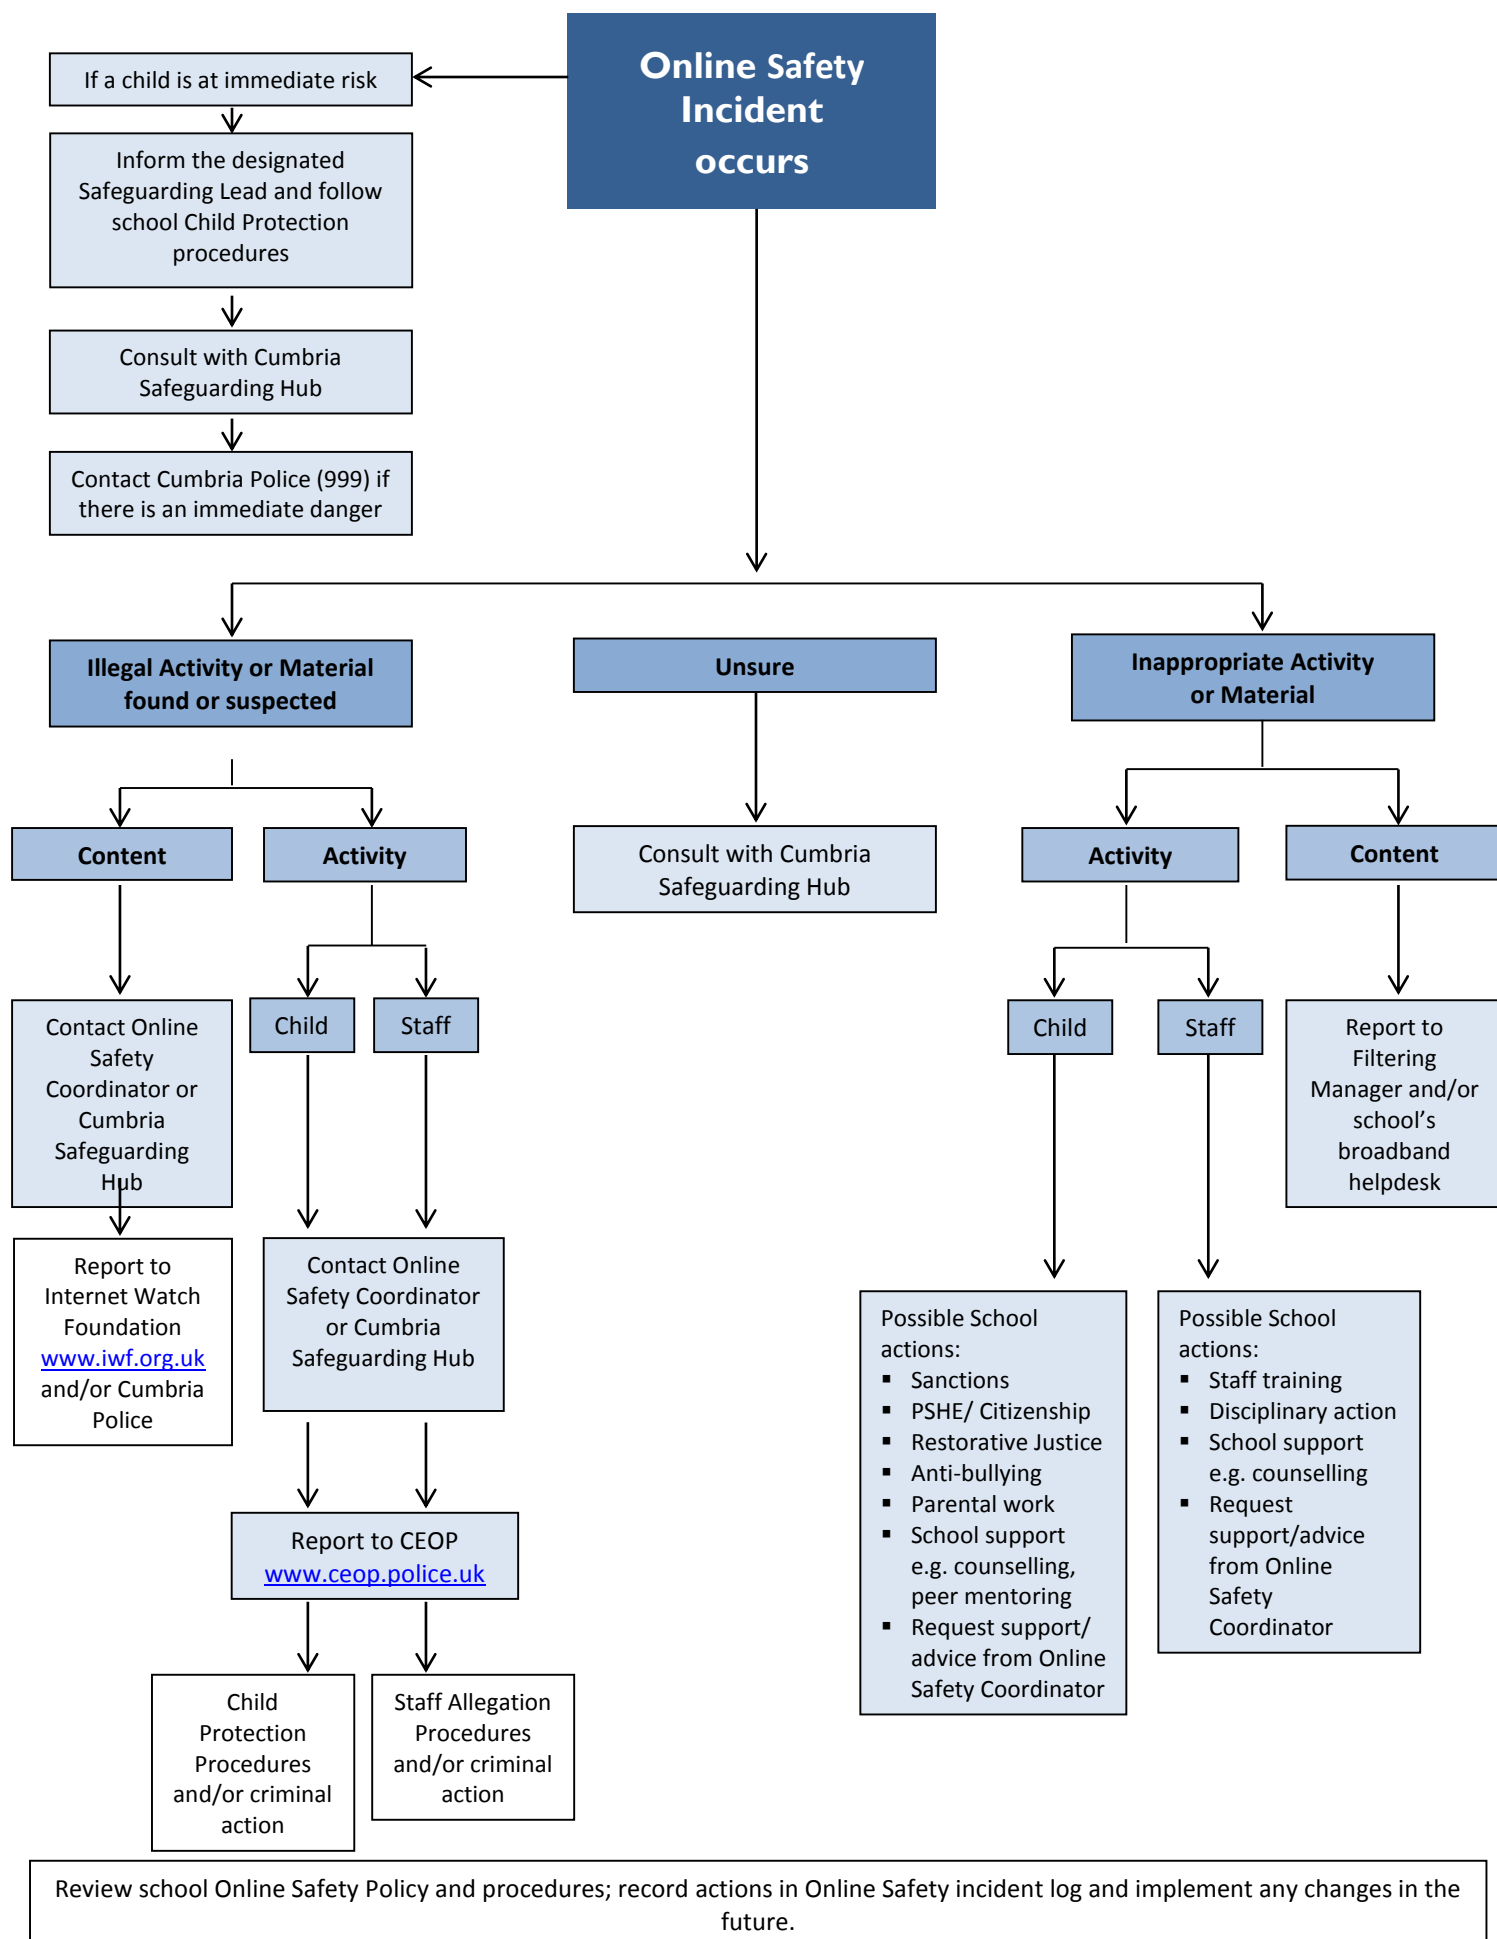 Online Safety
Incident
occurs
If a child is at immediate risk
Inform the designated
Safeguarding Lead and follow
school Child Protection
procedures
Consult with Cumbria
Safeguarding Hub
Contact Cumbria Police (999) if
there is an immediate danger
Illegal Activity or Material
found or suspected
Unsure
Inappropriate Activity
or Material
Content
Activity
Consult with Cumbria
Safeguarding Hub
Activity
Content
Contact Online
Safety
Coordinator or
Cumbria
Safeguarding
Hub
Child
Staff
Child
Staff
Report to
Filtering
Manager and/or
school’s
broadband
helpdesk
Report to
Internet Watch
Foundation
www.iwf.org.uk
and/or Cumbria
Police
Contact Online
Safety Coordinator
or Cumbria
Safeguarding Hub
Possible School
actions:
▪ Sanctions
▪ PSHE/ Citizenship
▪ Restorative Justice
▪ Anti-bullying
▪ Parental work
▪ School support
e.g. counselling,
peer mentoring
▪ Request support/
advice from Online
Safety Coordinator
Possible School
actions:
▪ Staff training
▪ Disciplinary action
▪ School support
e.g. counselling
▪ Request
support/advice
from Online
Safety
Coordinator
Report to CEOP
www.ceop.police.uk
Child
Protection
Procedures
and/or criminal
action
Staff Allegation
Procedures
and/or criminal
action
Review school Online Safety Policy and procedures; record actions in Online Safety incident log and implement any changes in the
future.